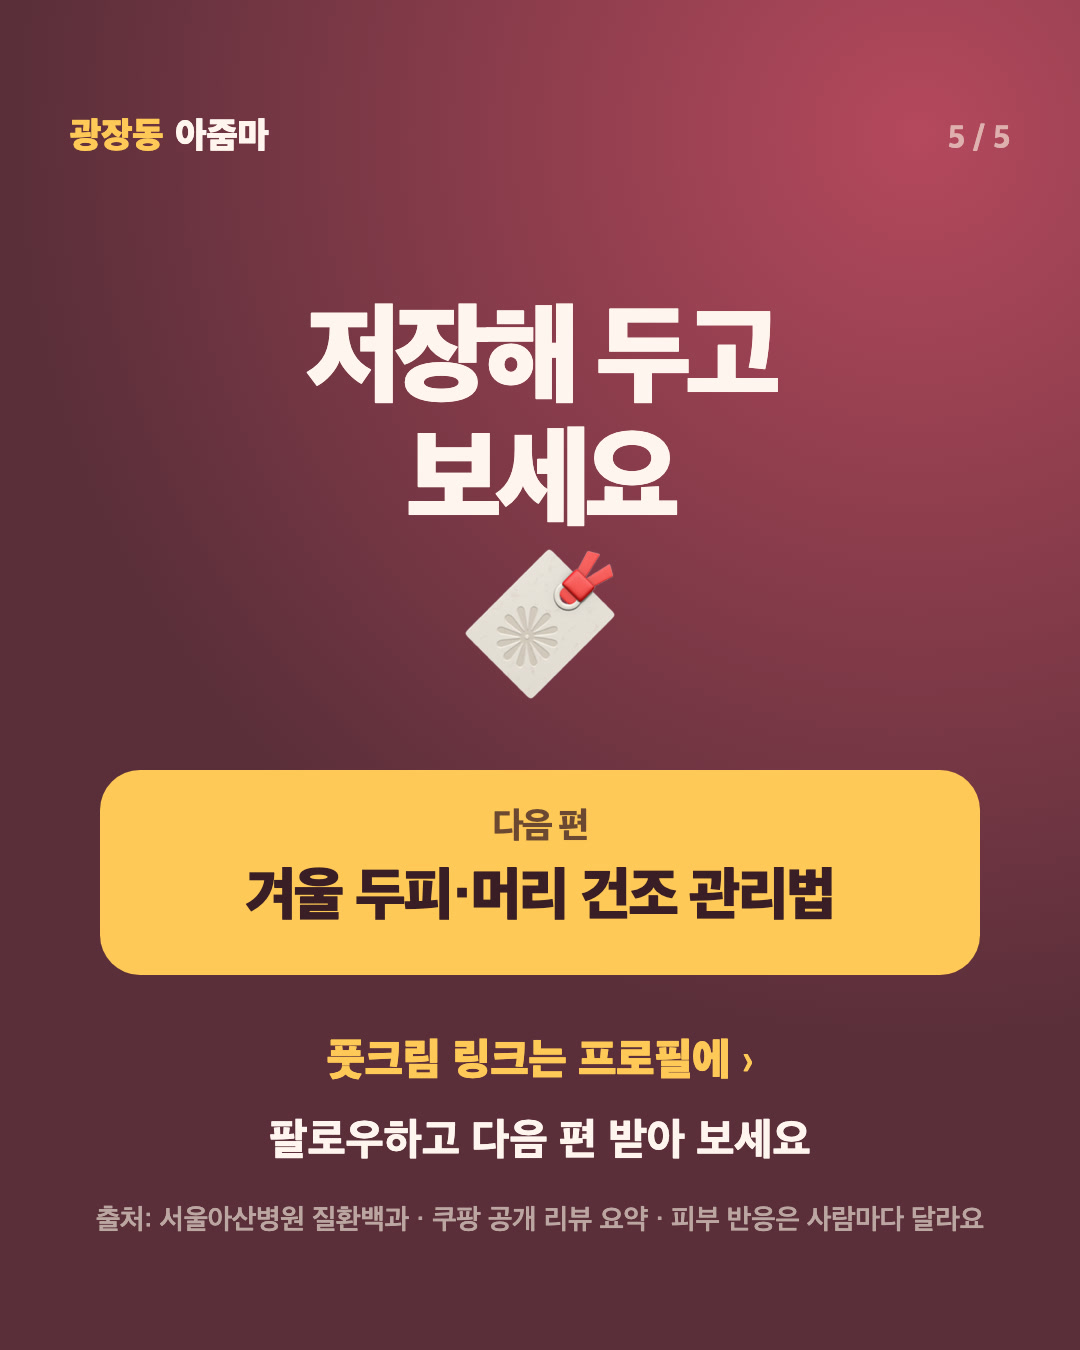 광장동 아줌마
5 / 5
저장해 두고
보세요
다음 편
겨울 두피·머리 건조 관리법
풋크림 링크는 프로필에 ›
팔로우하고 다음 편 받아 보세요
출처: 서울아산병원 질환백과 · 쿠팡 공개 리뷰 요약 · 피부 반응은 사람마다 달라요